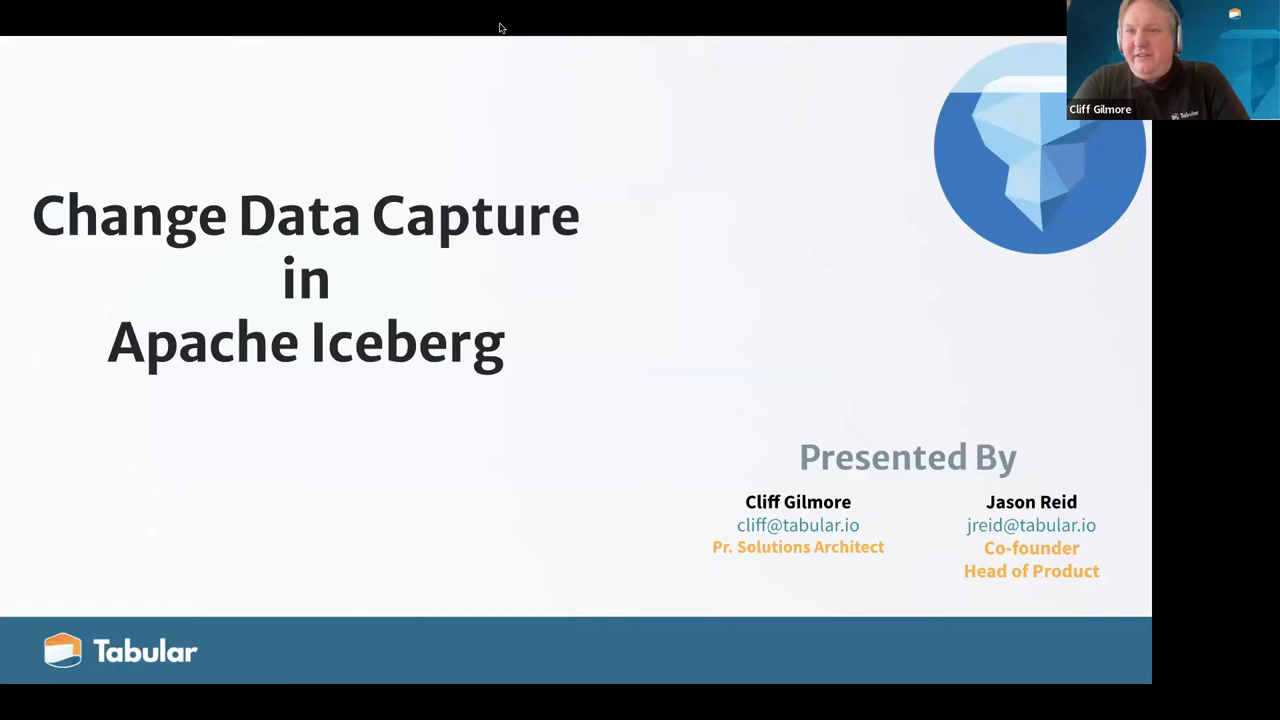 Change Data Capture
in
Apache Iceberg
Cliff Gilmore
Tabular
Presented By
Cliff Gilmore
cliff@tabular.io
Pr. Solutions Architect
Jason Reid
jreid@tabular.io
Co-founder
Head of Product
Tabular